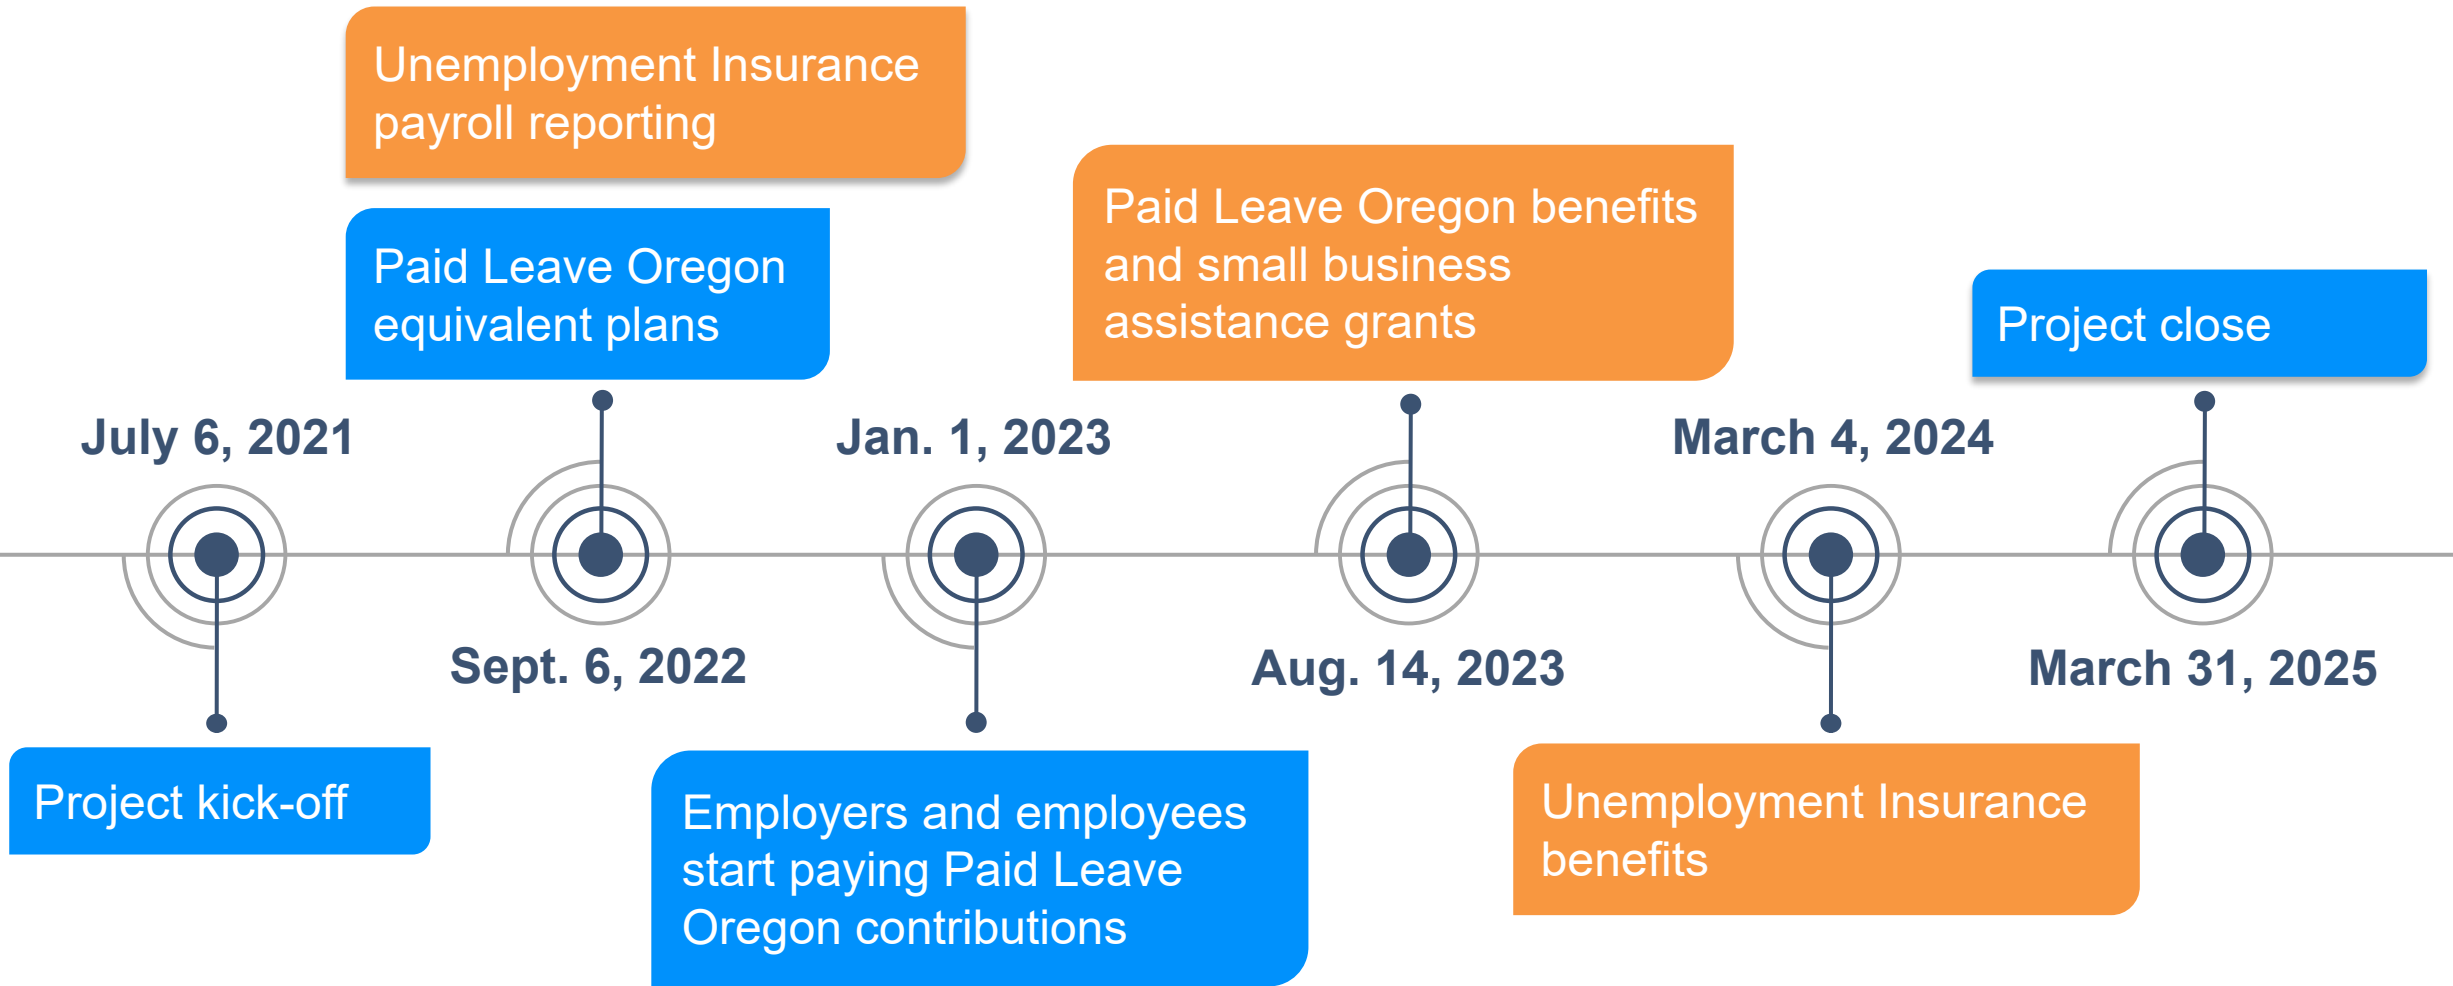 Unemployment Insurance
payroll reporting
Paid Leave Oregon
equivalent plans
Paid Leave Oregon benefits
and small business
assistance grants
Project close
July 6, 2021
Jan. 1, 2023
March 4, 2024
Sept. 6, 2022
Aug. 14, 2023
March 31, 2025
Project kick-off
Employers and employees
start paying Paid Leave
Oregon contributions
Unemployment Insurance
benefits